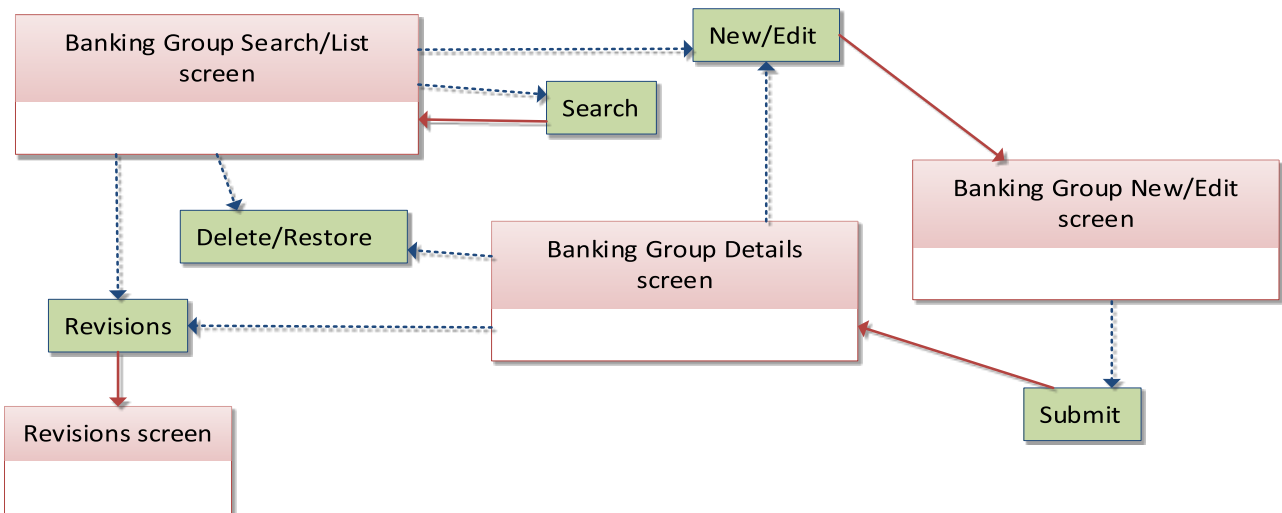 Banking Group Search/List
screen
New/Edit
Search
Banking Group New/Edit
screen
Delete/Restore
Banking Group Details
screen
Revisions
Submit
Revisions screen